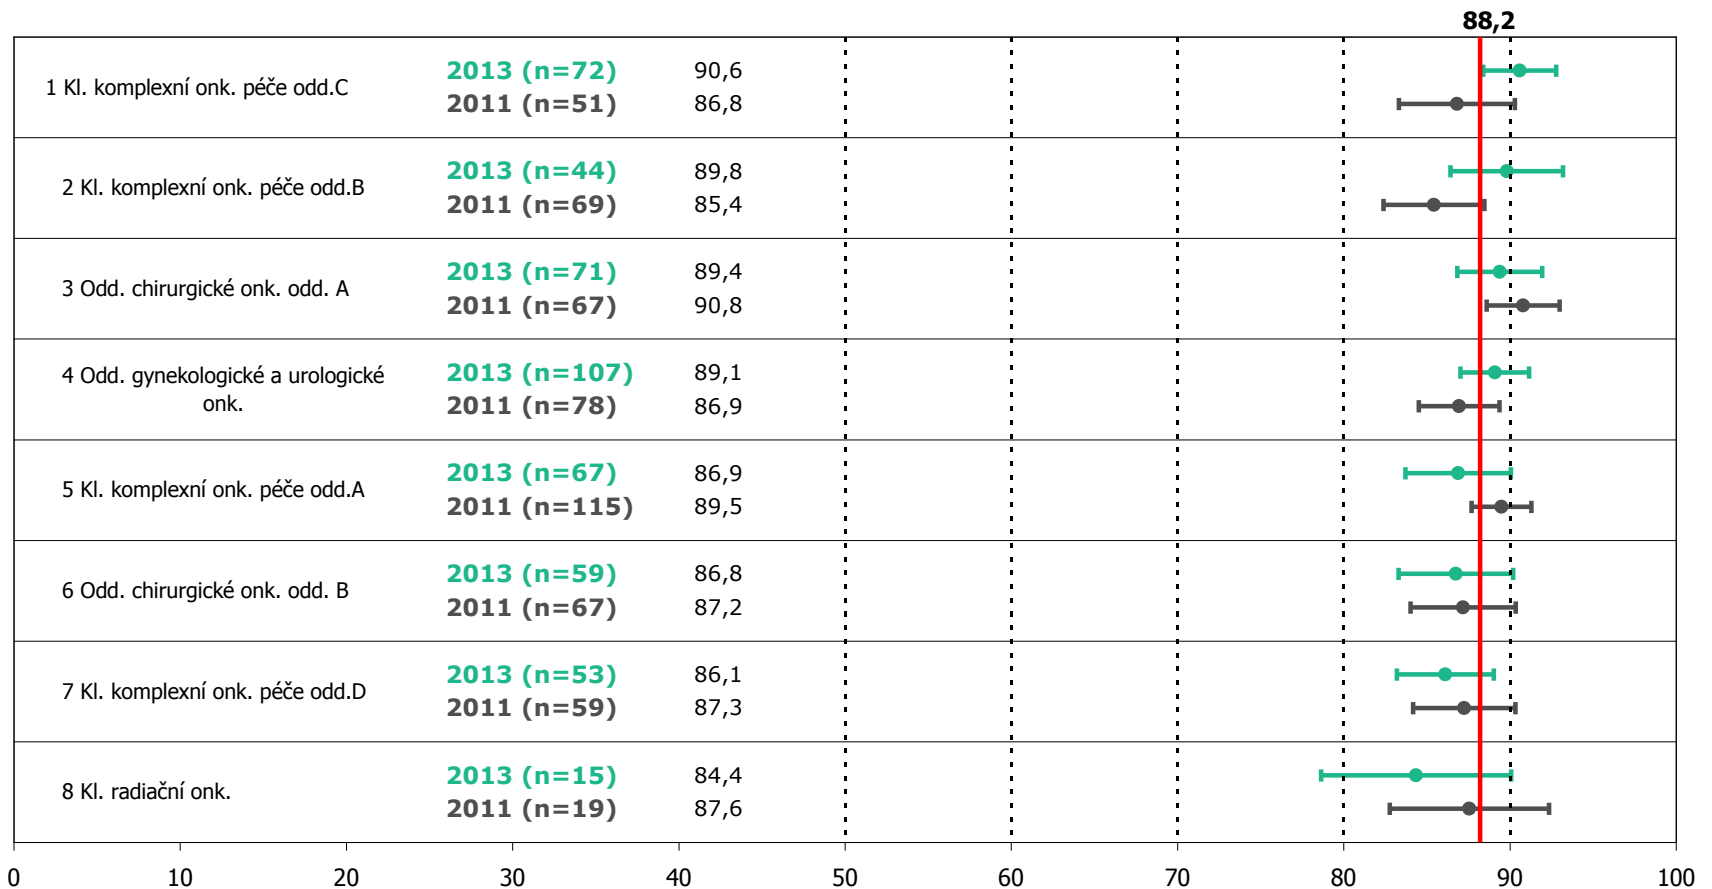 88,2
1 Kl. komplexní onk. péče odd.C
2013 (n=72) 90,6
2011 (n=51) 86,8
2 Kl. komplexní onk. péče odd.B
2013 (n=44) 89,8
2011 (n=69) 85,4
3 Odd. chirurgické onk. odd. A
2013 (n=71) 89,4
2011 (n=67) 90,8
4 Odd. gynekologické a urologické
onk.
2013 (n=107) 89,1
2011 (n=78) 86,9
5 Kl. komplexní onk. péče odd.A
2013 (n=67) 86,9
2011 (n=115) 89,5
6 Odd. chirurgické onk. odd. B
2013 (n=59) 86,8
2011 (n=67) 87,2
7 Kl. komplexní onk. péče odd.D
2013 (n=53) 86,1
2011 (n=59) 87,3
8 Kl. radiační onk.
2013 (n=15) 84,4
2011 (n=19) 87,6
0 10 20 30 40 50 60 70 80 90 100